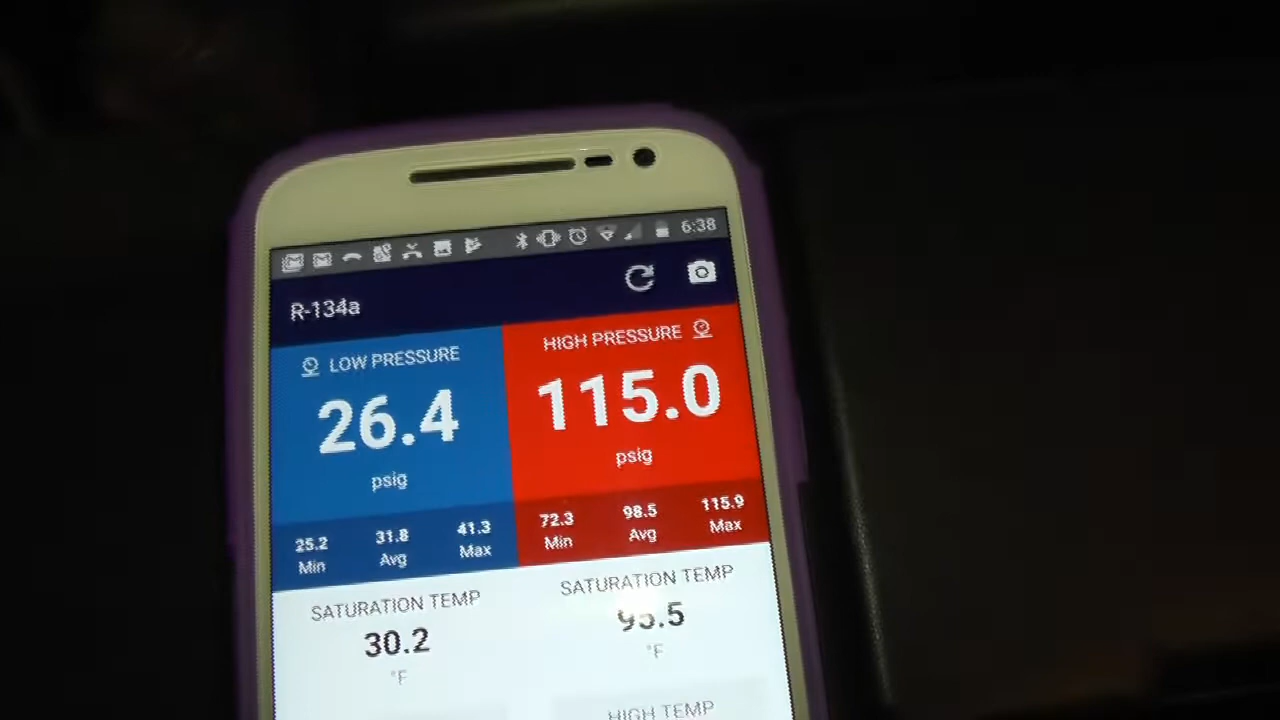 6:38
R-134a
LOW PRESSURE
26.4
psig
25.2 31.8 41.3
Min Avg Max
HIGH PRESSURE
115.0
psig
72.3 98.5 115.9
Min Avg Max
SATURATION TEMP
30.2
°F
SATURATION TEMP
95.5
°F
HIGH TEMP